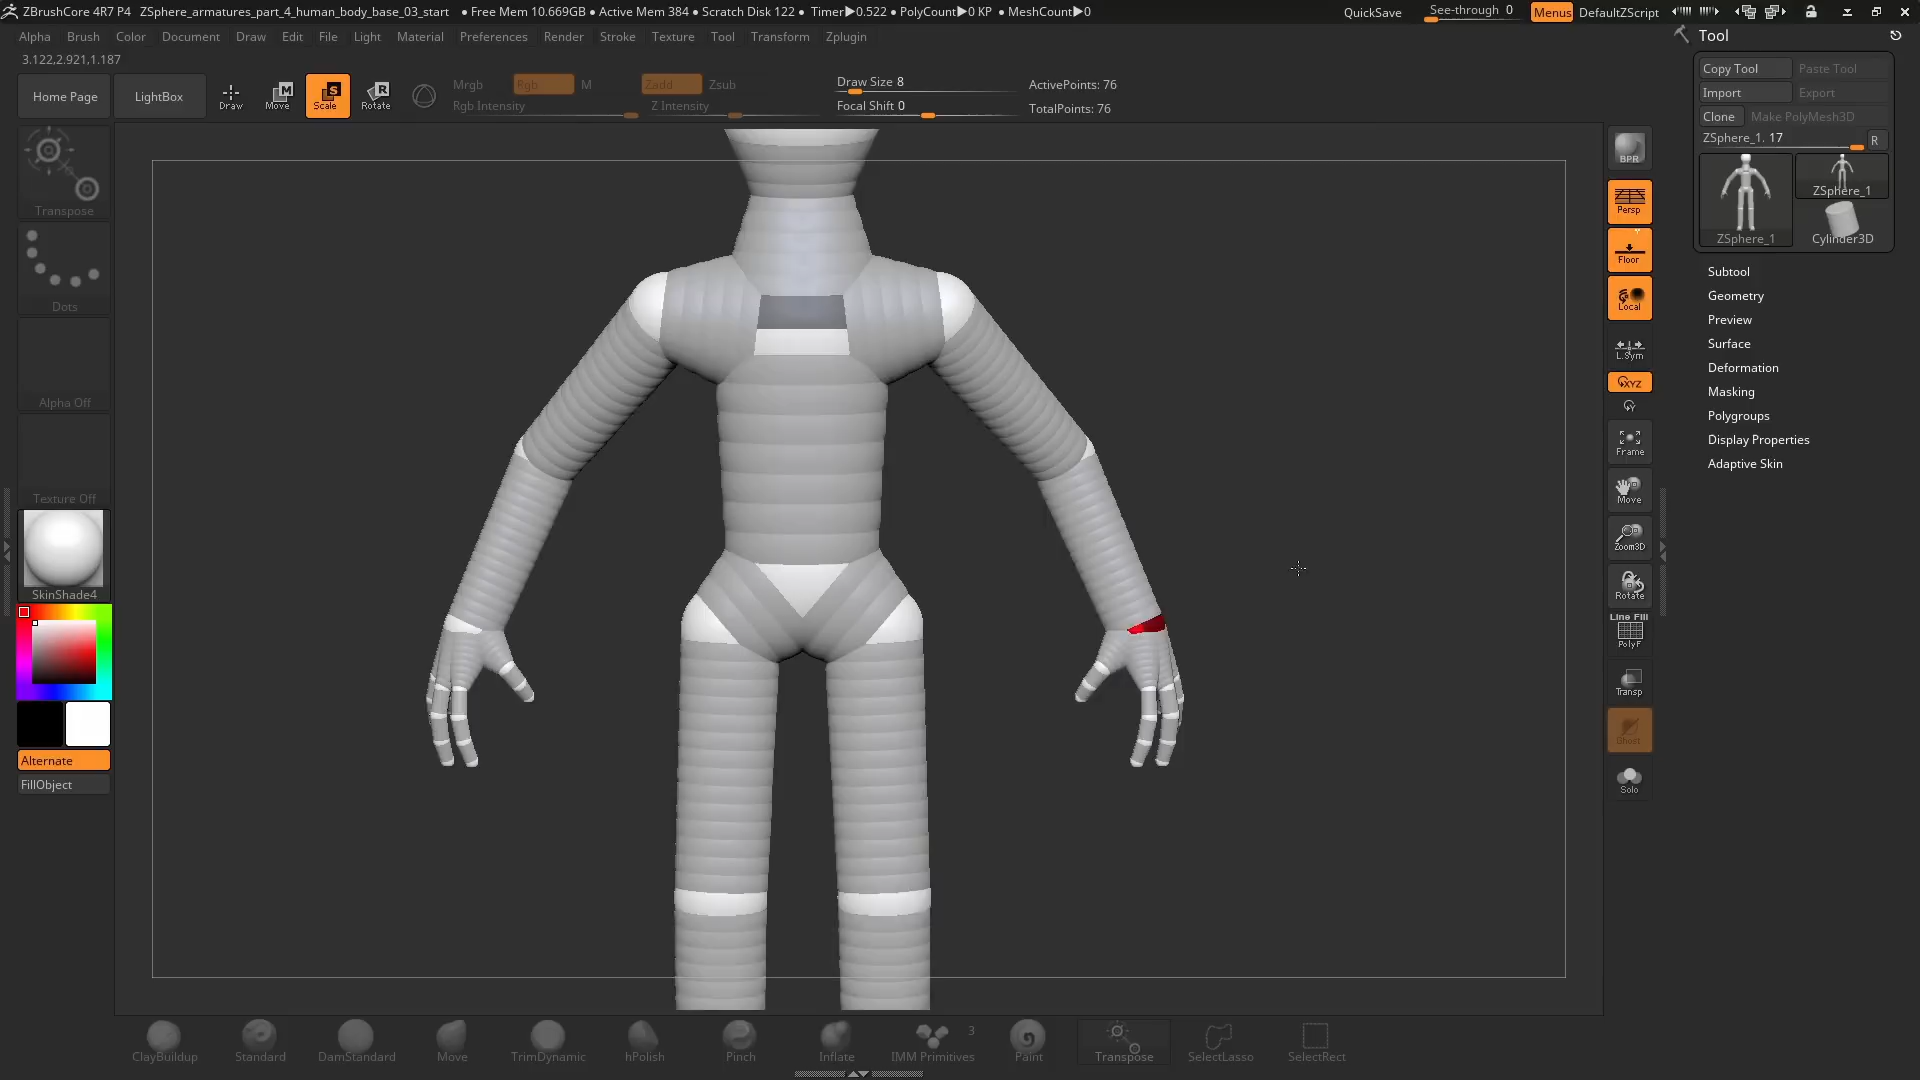 ZBrushCore 4R7 P4 ZSphere_armatures_part_4_human_body_base_03_start ● Free Mem 10.669GB ● Active Mem 384 ● Scratch Disk 122 ● Timer▶0.522 ● PolyCount▶0 KP ● MeshCount▶0 QuickSave See-through 0 Menus DefaultZScript
Alpha Brush Color Document Draw Edit File Light Material Preferences Render Stroke Texture Tool Transform Zplugin
3.122,2.921,1.187
Home Page LightBox Draw Move Scale Rotate
Mrgb Rgb M Zadd Zsub
Rgb Intensity Z Intensity
Draw Size 8
Focal Shift 0
ActivePoints: 76
TotalPoints: 76
Transpose
Dots
Alpha Off
Texture Off
SkinShade4
Alternate
FillObject
BPR
Persp
Floor
Local
L.Sym
XYZ
Y
Frame
Move
Zoom3D
Rotate
Line Fill
PolyF
Transp
Ghost
Solo
Tool
Copy Tool Paste Tool
Import Export
Clone Make PolyMesh3D
ZSphere_1. 17 R
ZSphere_1
ZSphere_1 Cylinder3D
Subtool
Geometry
Preview
Surface
Deformation
Masking
Polygroups
Display Properties
Adaptive Skin
3
ClayBuildup Standard DamStandard Move TrimDynamic hPolish Pinch Inflate IMM Primitives Paint Transpose SelectLasso SelectRect